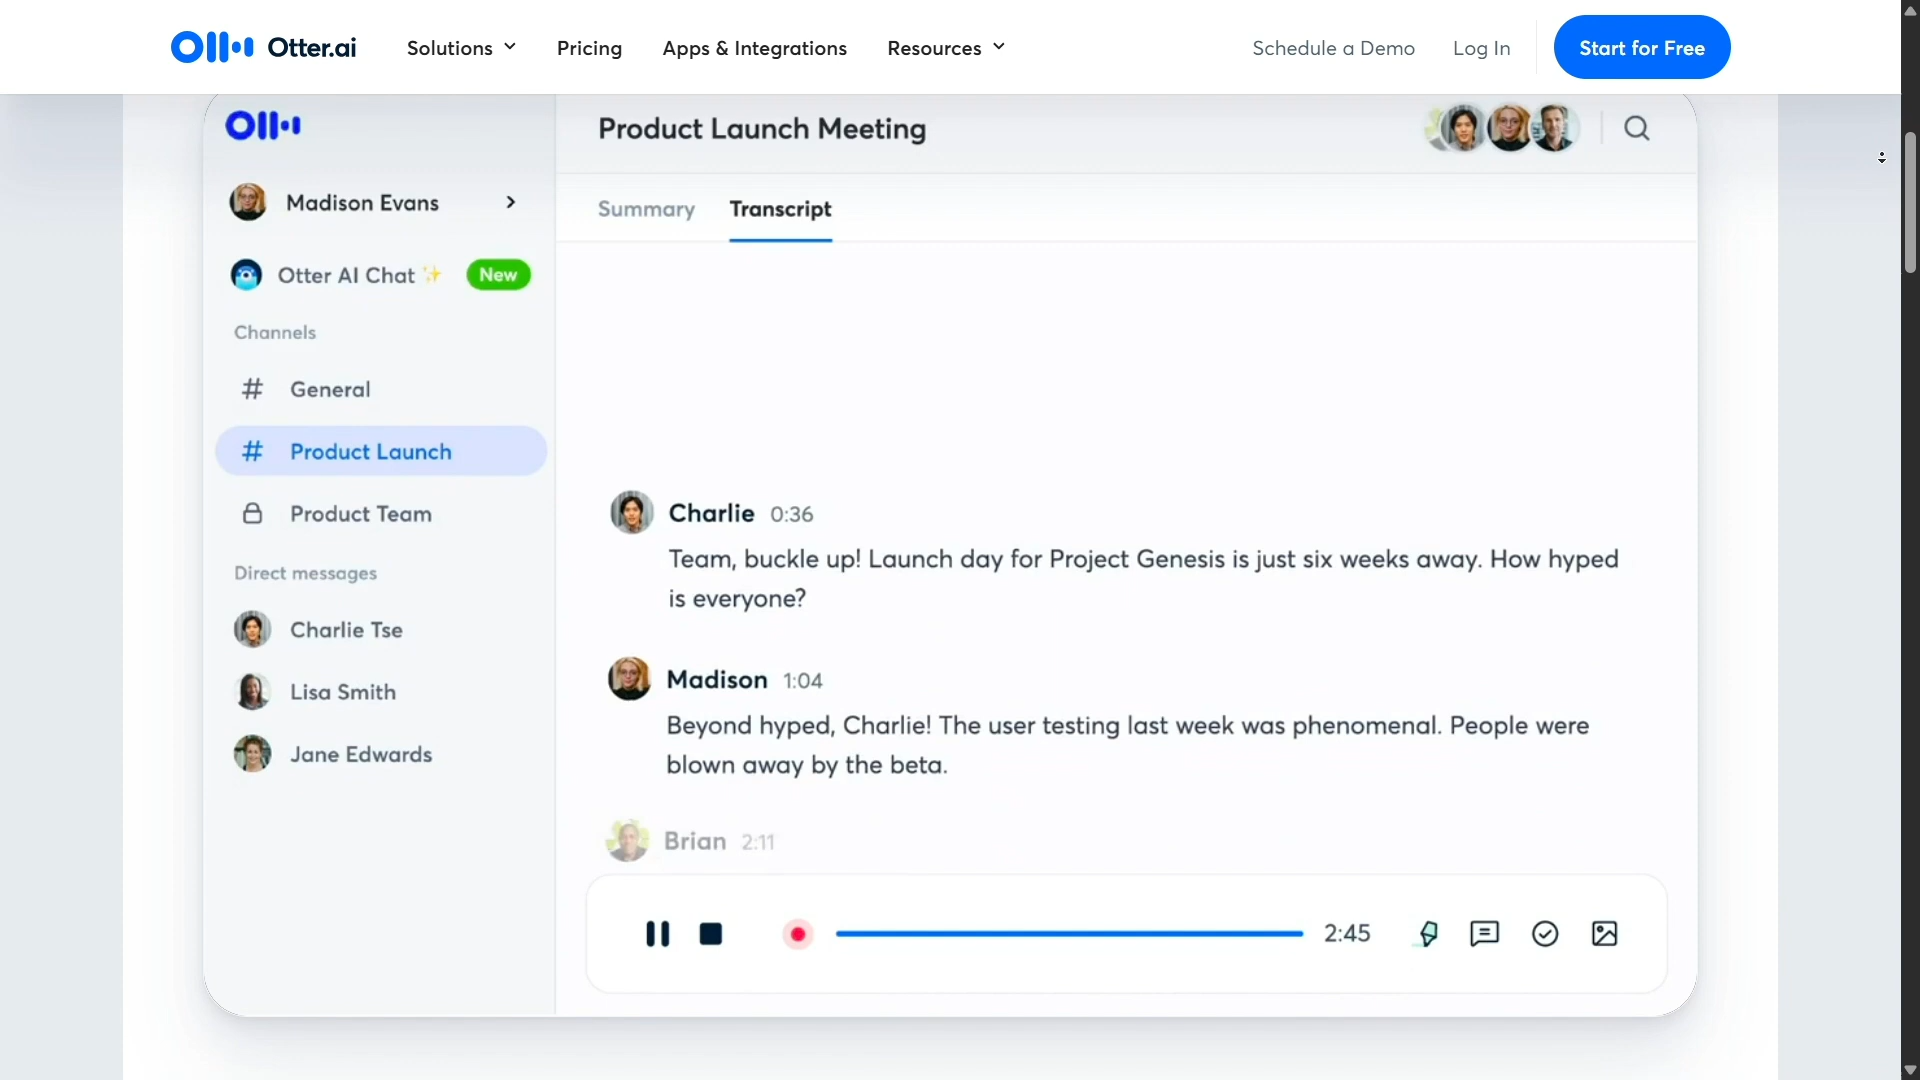 Otter.ai
Solutions
Pricing
Apps & Integrations
Resources
Schedule a Demo
Log In
Start for Free
Madison Evans
Otter AI Chat
New
Channels
# General
# Product Launch
Product Team
Direct messages
Charlie Tse
Lisa Smith
Jane Edwards
Product Launch Meeting
Summary
Transcript
Charlie 0:36
Team, buckle up! Launch day for Project Genesis is just six weeks away. How hyped
is everyone?
Madison 1:04
Beyond hyped, Charlie! The user testing last week was phenomenal. People were
blown away by the beta.
Brian 2:11
2:45